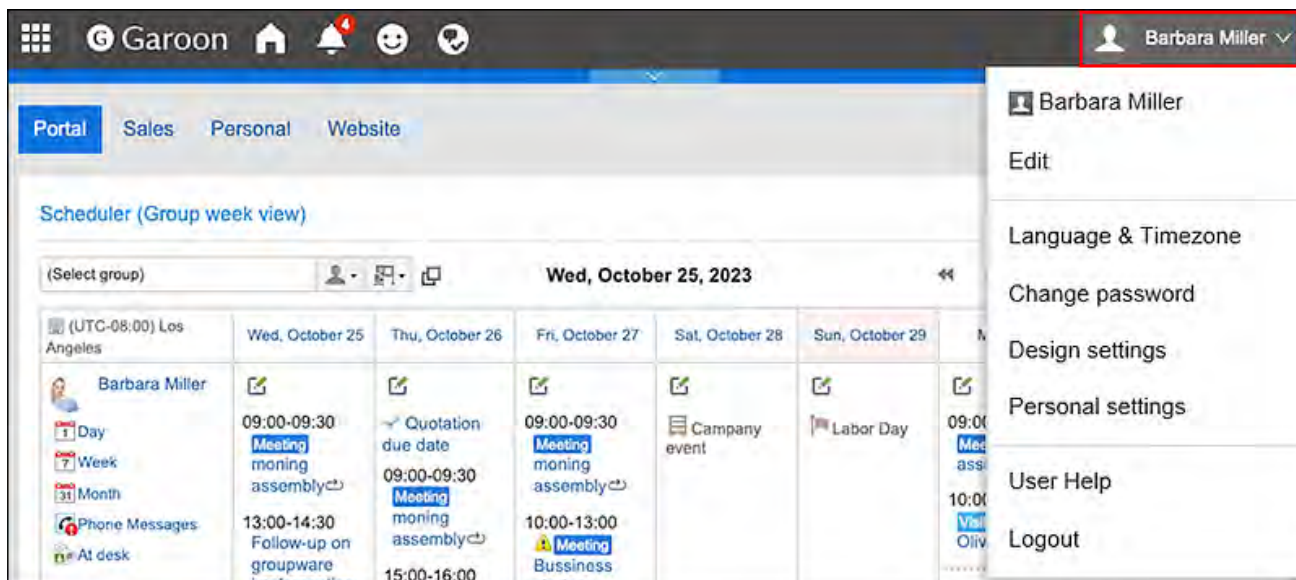 Garoon
4
Barbara Miller
Barbara Miller
Edit
Language & Timezone
Change password
Design settings
Personal settings
User Help
Logout
Portal Sales Personal Website
Scheduler (Group week view)
(Select group) Wed, October 25, 2023
(UTC-08:00) Los
Angeles
Wed, October 25 Thu, October 26 Fri, October 27 Sat, October 28 Sun, October 29
Barbara Miller
1 Day
7 Week
31 Month
Phone Messages
At desk
09:00-09:30
Meeting
moning
assembly
13:00-14:30
Follow-up on
groupware
Quotation
due date
09:00-09:30
Meeting
moning
assembly
15:00-16:00
09:00-09:30
Meeting
moning
assembly
10:00-13:00
Meeting
Bussiness
Campany
event
Labor Day